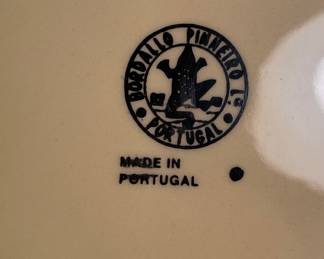 BORDALLO PINHEIRO Lª
PORTUGAL
MADE IN
PORTUGAL